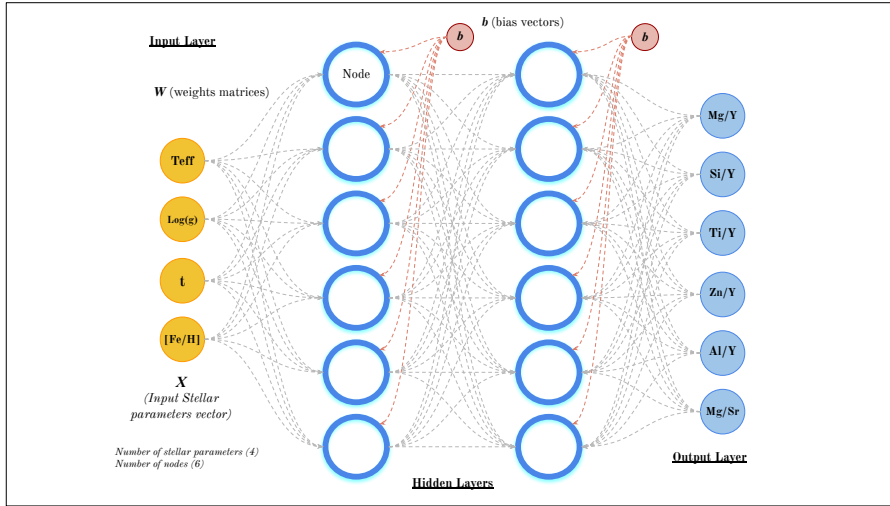 b (bias vectors)
b
b
Input Layer
Node
W (weights matrices)
Teff
Log(g)
t
[Fe/H]
X
(Input Stellar
parameters vector)
Number of stellar parameters (4)
Number of nodes (6)
Hidden Layers
Mg/Y
Si/Y
Ti/Y
Zn/Y
Al/Y
Mg/Sr
Output Layer